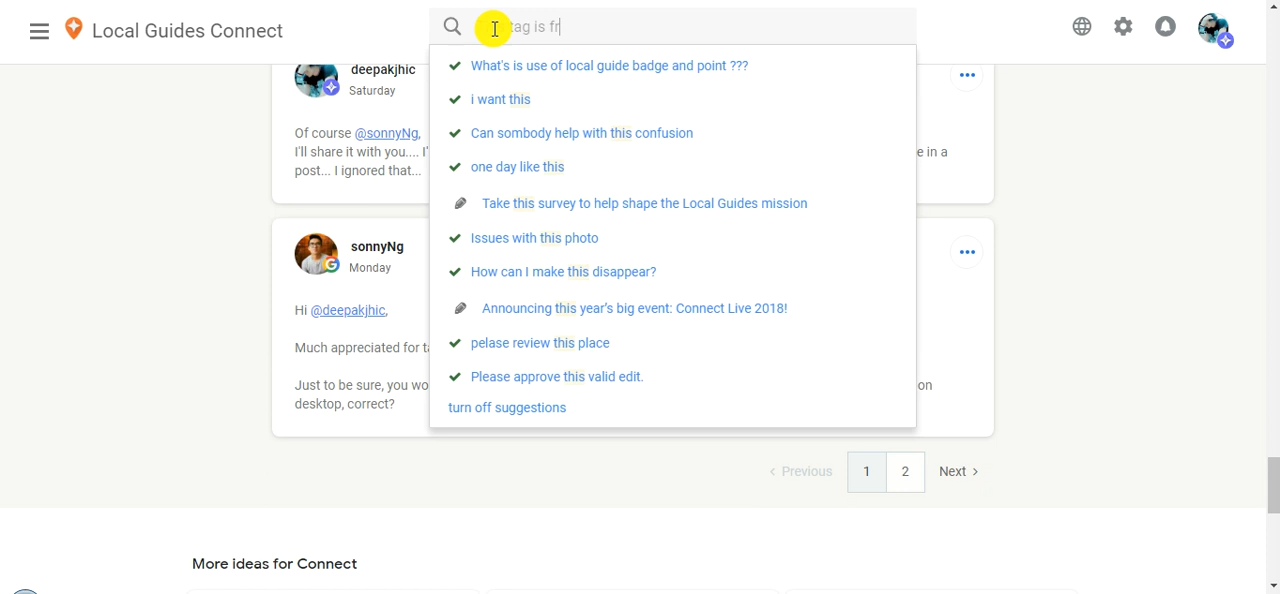 Local Guides Connect
tag is fr
What's is use of local guide badge and point ???
i want this
Can sombody help with this confusion
one day like this
Take this survey to help shape the Local Guides mission
Issues with this photo
How can I make this disappear?
Announcing this year's big event: Connect Live 2018!
pelase review this place
Please approve this valid edit.
turn off suggestions
deepakjhic
Saturday
Of course @sonnyNg,
I'll share it with you.... I' e in a
post... I ignored that...
sonnyNg
Monday
Hi @deepakjhic,
Much appreciated for ta
Just to be sure, you wo on
desktop, correct?
‹ Previous 1 2 Next ›
More ideas for Connect